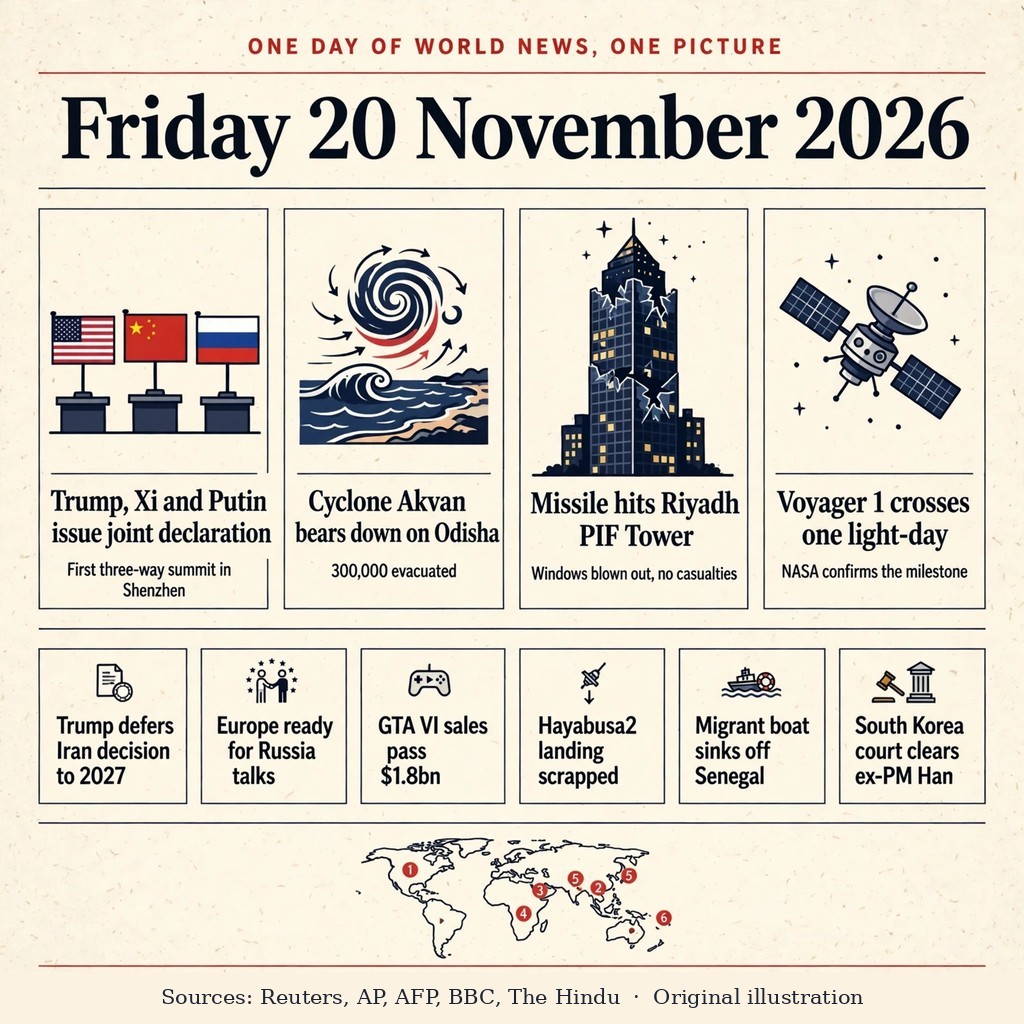 ONE DAY OF WORLD NEWS, ONE PICTURE
Friday 20 November 2026
Trump, Xi and Putin
issue joint declaration
First three-way summit in
Shenzhen
Cyclone Akvan
bears down on Odisha
300,000 evacuated
Missile hits Riyadh
PIF Tower
Windows blown out, no casualties
Voyager 1 crosses
one light-day
NASA confirms the milestone
Trump defers
Iran decision
to 2027
Europe ready
for Russia
talks
GTA VI sales
pass
$1.8bn
Hayabusa2
landing
scrapped
Migrant boat
sinks off
Senegal
South Korea
court clears
ex-PM Han
1
5
5
3
2
4
6
Sources: Reuters, AP, AFP, BBC, The Hindu · Original illustration